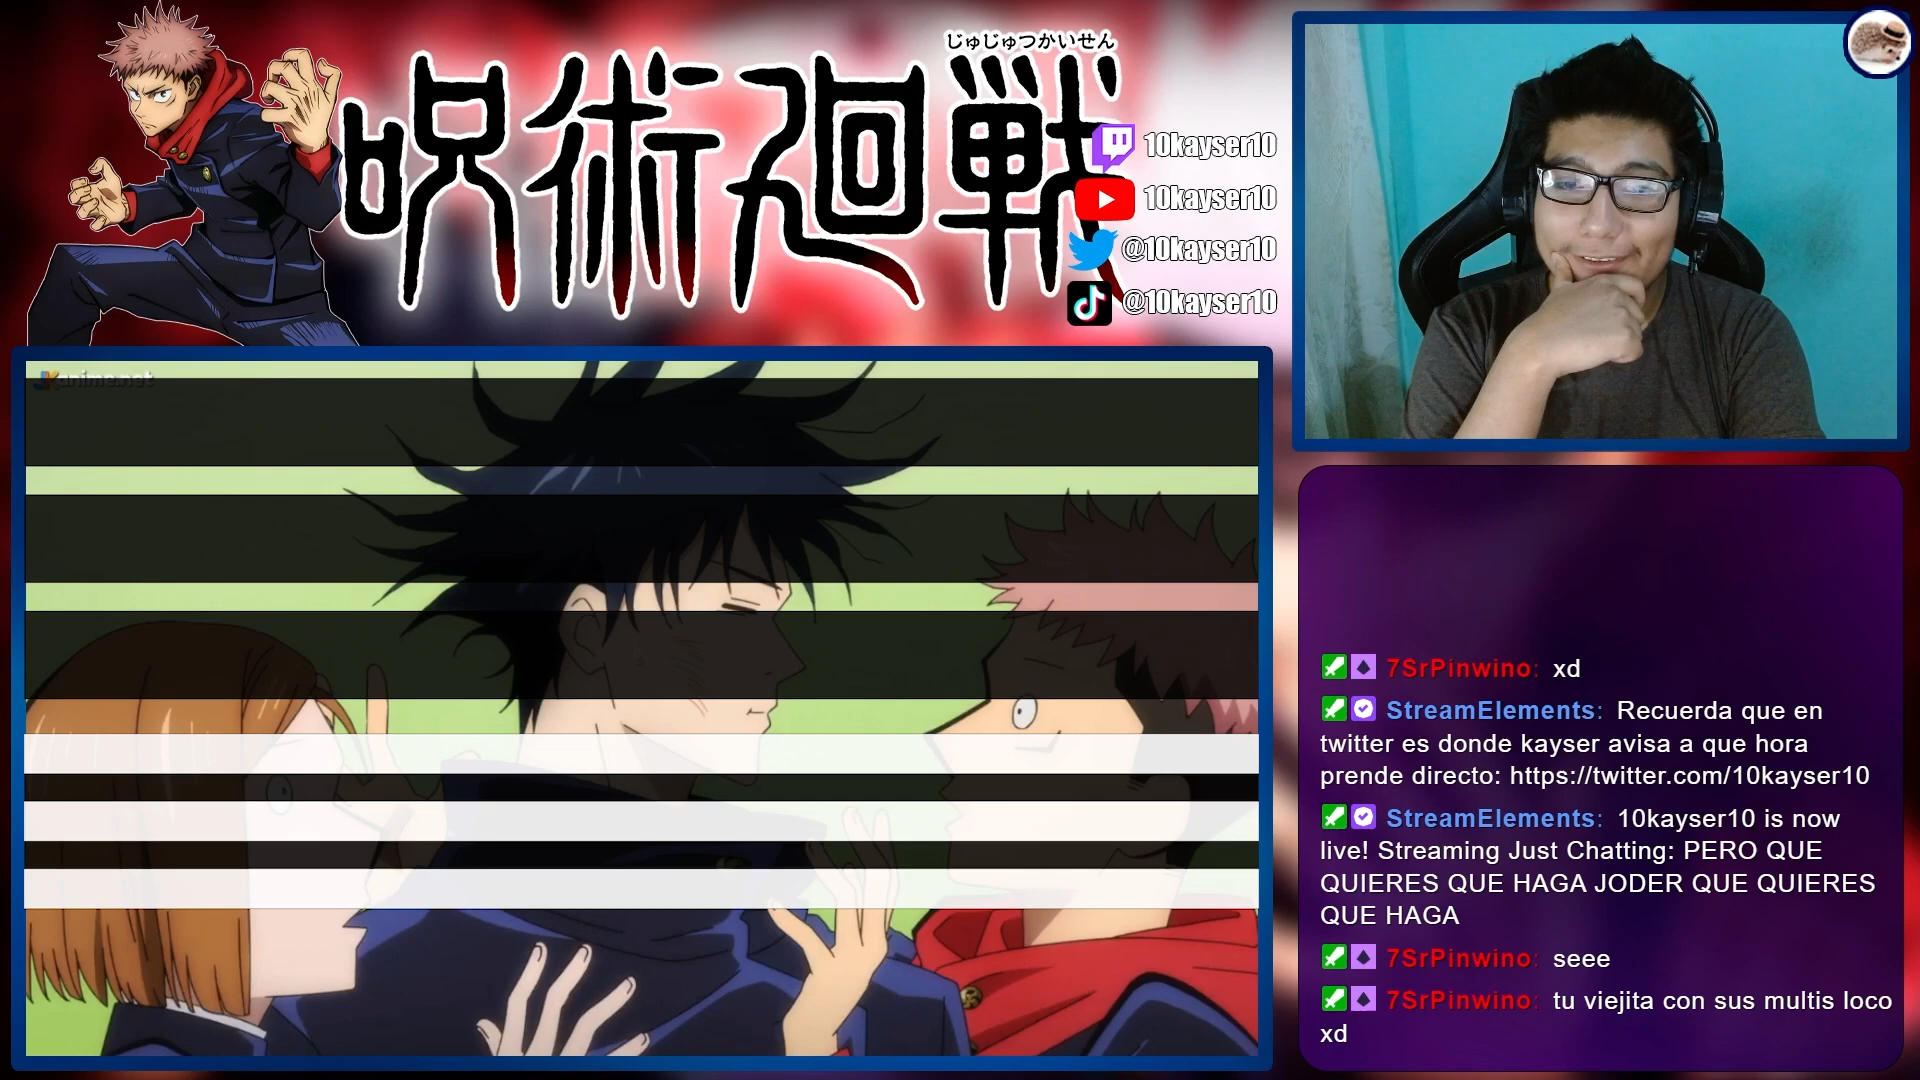 じゅじゅつかいせん
呪術廻戦
10kayser10
10kayser10
@10kayser10
@10kayser10
JKanime.net
7SrPinwino: xd
StreamElements: Recuerda que en
twitter es donde kayser avisa a que hora
prende directo: https://twitter.com/10kayser10
StreamElements: 10kayser10 is now
live! Streaming Just Chatting: PERO QUE
QUIERES QUE HAGA JODER QUE QUIERES
QUE HAGA
7SrPinwino: seee
7SrPinwino: tu viejita con sus multis loco
xd